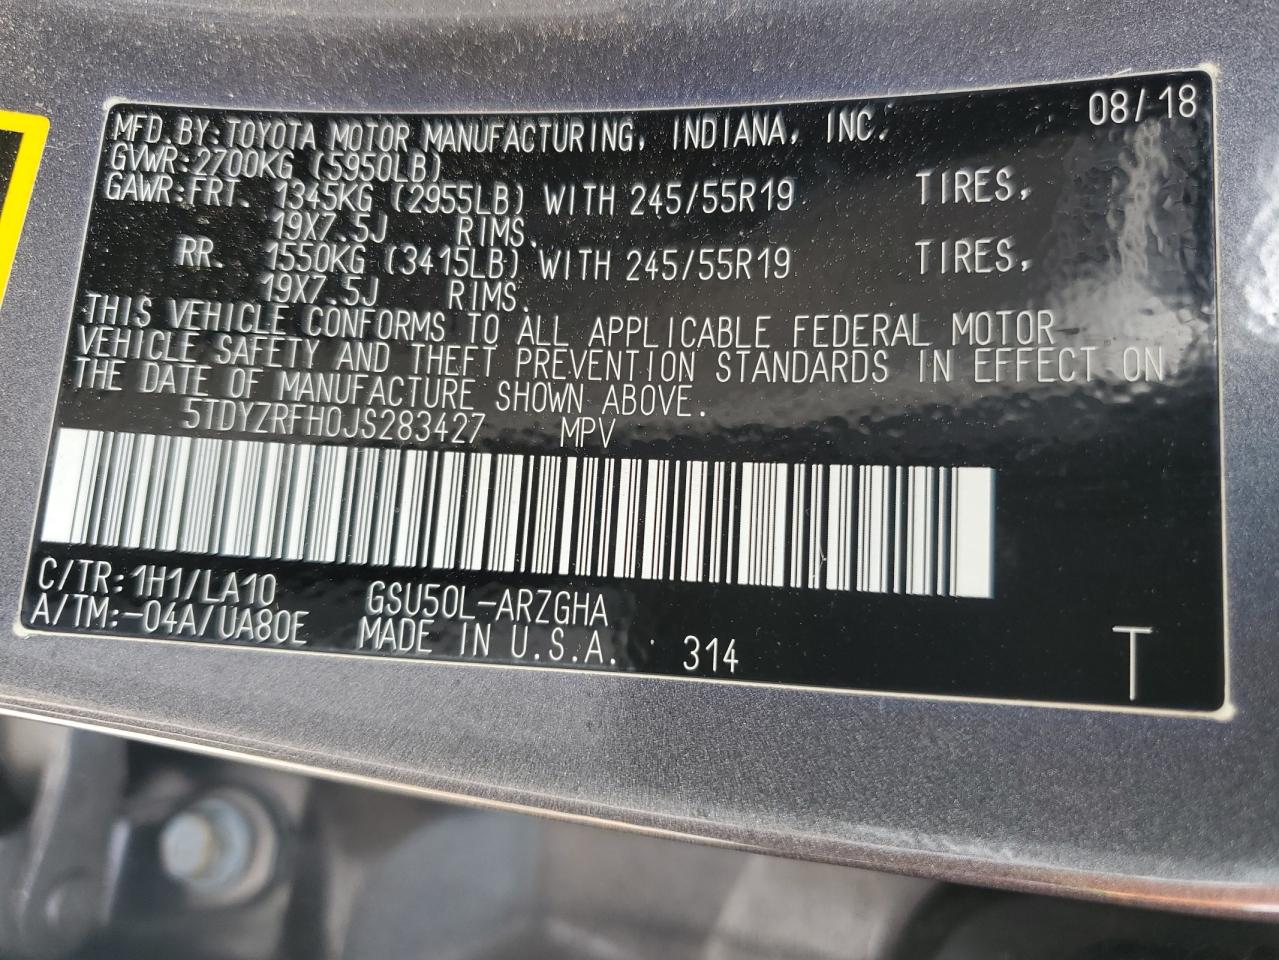 08/18
MFD.BY:TOYOTA MOTOR MANUFACTURING, INDIANA, INC.
GVWR:2700KG (5950LB)
GAWR:FRT. 1345KG (2955LB) WITH 245/55R19 TIRES,
19X7.5J RIMS.
RR. 1550KG (3415LB) WITH 245/55R19 TIRES,
19X7.5J RIMS.
THIS VEHICLE CONFORMS TO ALL APPLICABLE FEDERAL MOTOR
VEHICLE SAFETY AND THEFT PREVENTION STANDARDS IN EFFECT ON
THE DATE OF MANUFACTURE SHOWN ABOVE.
5TDYZRFH0JS283427 MPV
C/TR:1H1/LA10 GSU50L-ARZGHA
A/TM:-04A/UA80E MADE IN U.S.A. 314
T